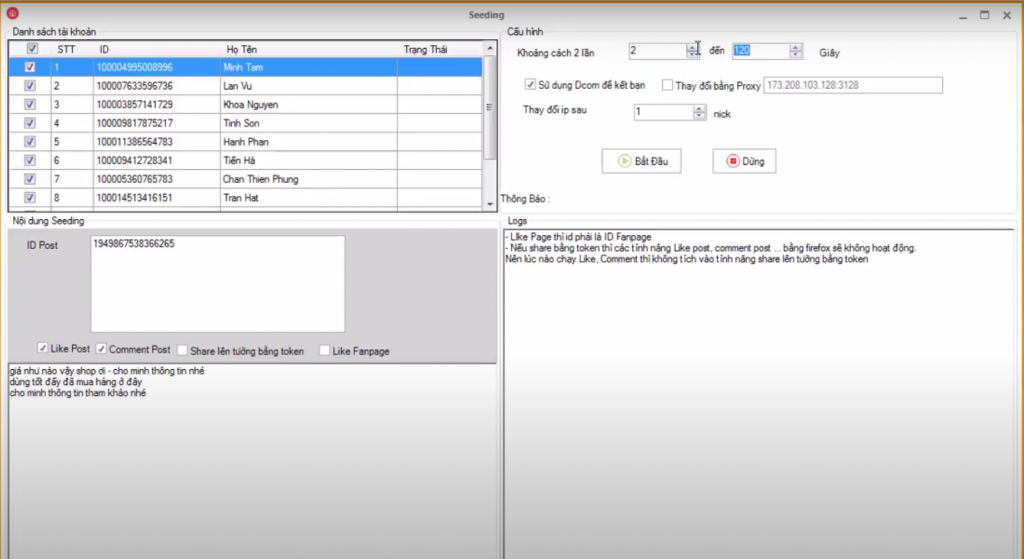 Seeding
Danh sách tài khoản
STT ID Họ Tên Trạng Thái
1 100004995008996 Minh Tam
2 100007633596736 Lan Vu
3 100003857141729 Khoa Nguyen
4 100009817875217 Tinh Son
5 100011386564783 Hanh Phan
6 100009412728341 Tiến Hà
7 100005360765783 Chan Thien Phung
8 100014513416151 Tran Hat
Cấu hình
Khoảng cách 2 lần 2 đến 120 Giây
Sử dụng Dcom để kết bạn Thay đổi bằng Proxy 173.208.103.128:3128
Thay đổi ip sau 1 nick
Bắt Đầu Dừng
Thông Báo :
Nội dung Seeding
ID Post 1949867538366265
Like Post Comment Post Share lên tường bằng token Like Fanpage
giá như nào vậy shop ơi - cho mình thông tin nhé
dùng tốt đấy đã mua hàng ở đây
cho mình thông tin tham khảo nhé
Logs
- Like Page thì id phải là ID Fanpage
- Nếu share bằng token thì các tính năng Like post, comment post ... bằng firefox sẽ không hoạt động.
Nên lúc nào chạy Like, Comment thì không tích vào tính năng share lên tường bằng token